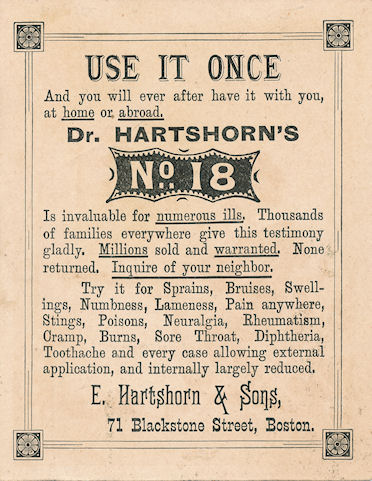 USE IT ONCE
And you will ever after have it with you,
at home or abroad.
Dr. HARTSHORN'S
No. 18
Is invaluable for numerous ills. Thousands
of families everywhere give this testimony
gladly. Millions sold and warranted. None
returned. Inquire of your neighbor.
Try it for Sprains, Bruises, Swell-
ings, Numbness, Lameness, Pain anywhere,
Stings, Poisons, Neuralgia, Rheumatism,
Cramp, Burns, Sore Throat, Diphtheria,
Toothache and every case allowing external
application, and internally largely reduced.
E. Hartshorn & Sons,
71 Blackstone Street, Boston.